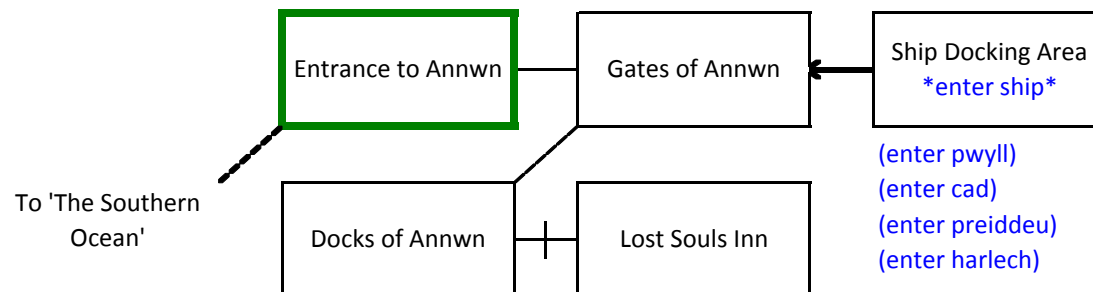 Entrance to Annwn
Gates of Annwn
Ship Docking Area
*enter ship*
(enter pwyll)
(enter cad)
(enter preiddeu)
(enter harlech)
To 'The Southern
Ocean'
Docks of Annwn
Lost Souls Inn